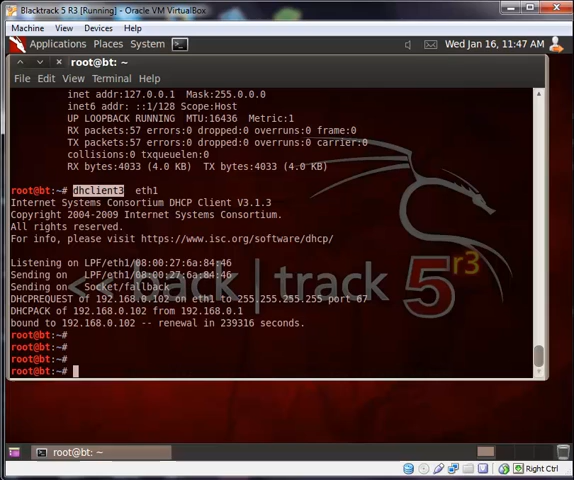 Blacktrack 5 R3 [Running] - Oracle VM VirtualBox
Machine View Devices Help
Applications Places System Wed Jan 16, 11:47 AM
root@bt: ~
File Edit View Terminal Help
inet addr:127.0.0.1 Mask:255.0.0.0
inet6 addr: ::1/128 Scope:Host
UP LOOPBACK RUNNING MTU:16436 Metric:1
RX packets:57 errors:0 dropped:0 overruns:0 frame:0
TX packets:57 errors:0 dropped:0 overruns:0 carrier:0
collisions:0 txqueuelen:0
RX bytes:4033 (4.0 KB) TX bytes:4033 (4.0 KB)
root@bt:~# dhclient3 eth1
Internet Systems Consortium DHCP Client V3.1.3
Copyright 2004-2009 Internet Systems Consortium.
All rights reserved.
For info, please visit https://www.isc.org/software/dhcp/
Listening on LPF/eth1/08:00:27:6a:84:46
Sending on LPF/eth1/08:00:27:6a:84:46
Sending on Socket/fallback
DHCPREQUEST of 192.168.0.102 on eth1 to 255.255.255.255 port 67
DHCPACK of 192.168.0.102 from 192.168.0.1
bound to 192.168.0.102 -- renewal in 239316 seconds.
root@bt:~#
root@bt:~#
root@bt:~#
root@bt:~#
<< back | track 5 r3
root@bt: ~
Right Ctrl